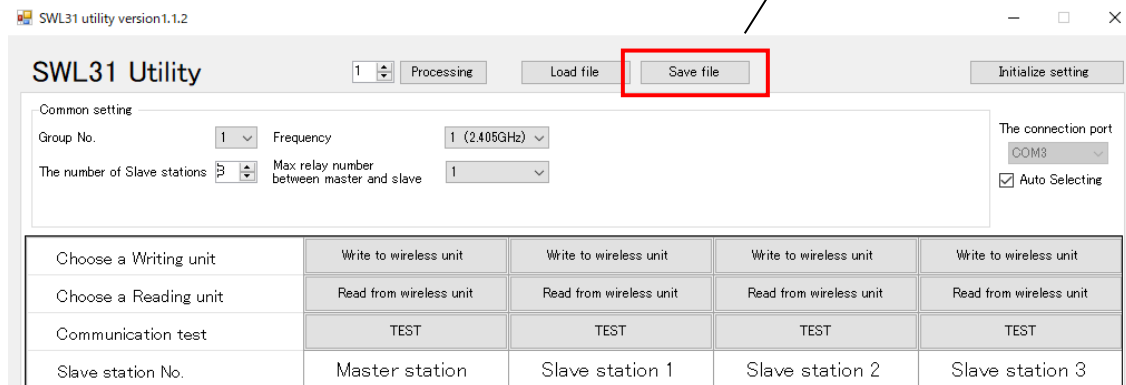 SWL31 utility version1.1.2
SWL31 Utility
1
Processing
Load file
Save file
Initialize setting
Common setting
Group No.
1
Frequency
1 (2.405GHz)
The number of Slave stations
3
Max relay number
between master and slave
1
The connection port
COM3
Auto Selecting
Choose a Writing unit
Write to wireless unit
Write to wireless unit
Write to wireless unit
Write to wireless unit
Choose a Reading unit
Read from wireless unit
Read from wireless unit
Read from wireless unit
Read from wireless unit
Communication test
TEST
TEST
TEST
TEST
Slave station No.
Master station
Slave station 1
Slave station 2
Slave station 3